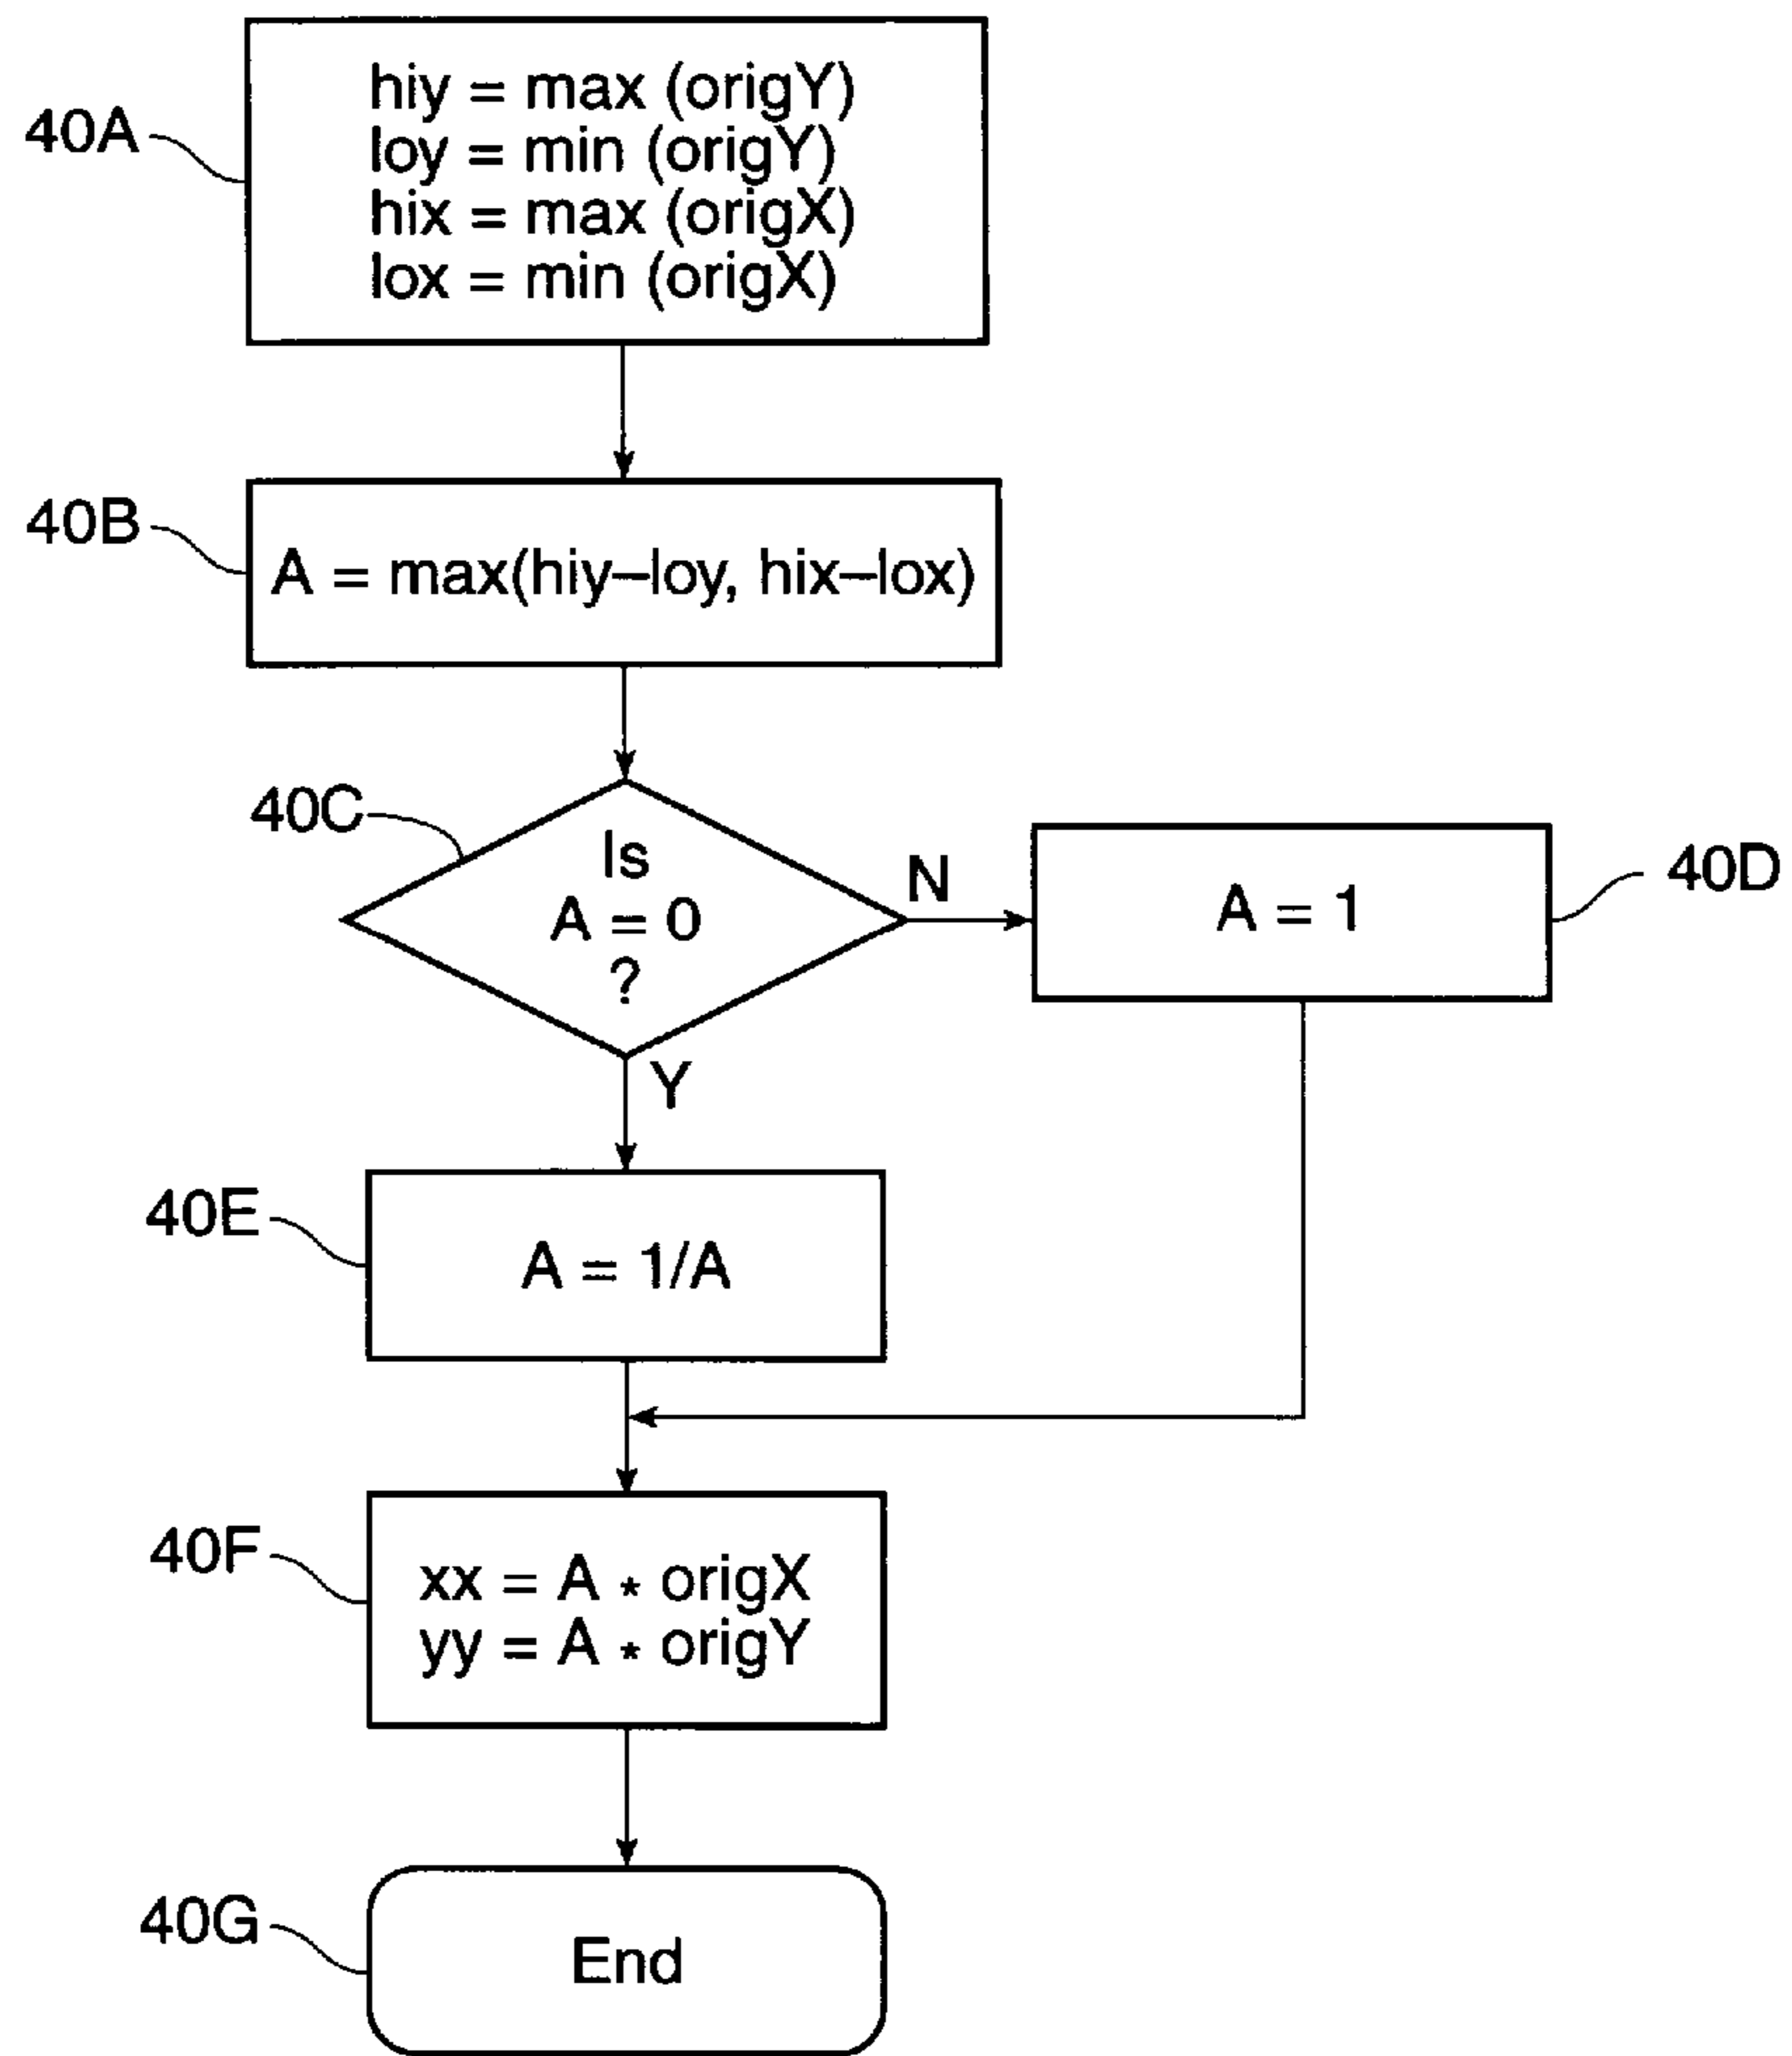 40A
hiy = max (origY)
loy = min (origY)
hix = max (origX)
lox = min (origX)
40B
A = max(hiy–loy, hix–lox)
40C
Is
A = 0
?
N
A = 1
40D
Y
40E
A = 1/A
40F
xx = A * origX
yy = A * origY
40G
End